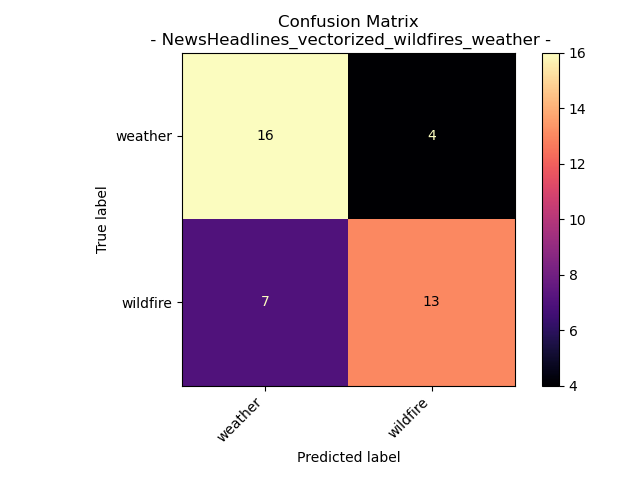 Confusion Matrix
- NewsHeadlines_vectorized_wildfires_weather -
16
14
12
10
8
6
4
True label
weather
wildfire
16
4
7
13
weather
wildfire
Predicted label